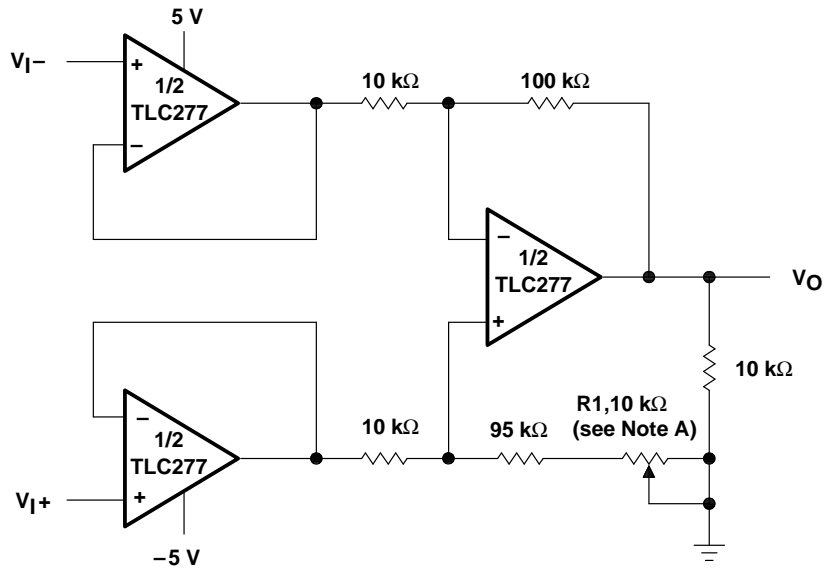 5 V
VI−
+
1/2
TLC277
−
10 kΩ
100 kΩ
−
1/2
TLC277
+
VO
10 kΩ
−
1/2
TLC277
+
VI+
−5 V
10 kΩ
95 kΩ
R1,10 kΩ
(see Note A)